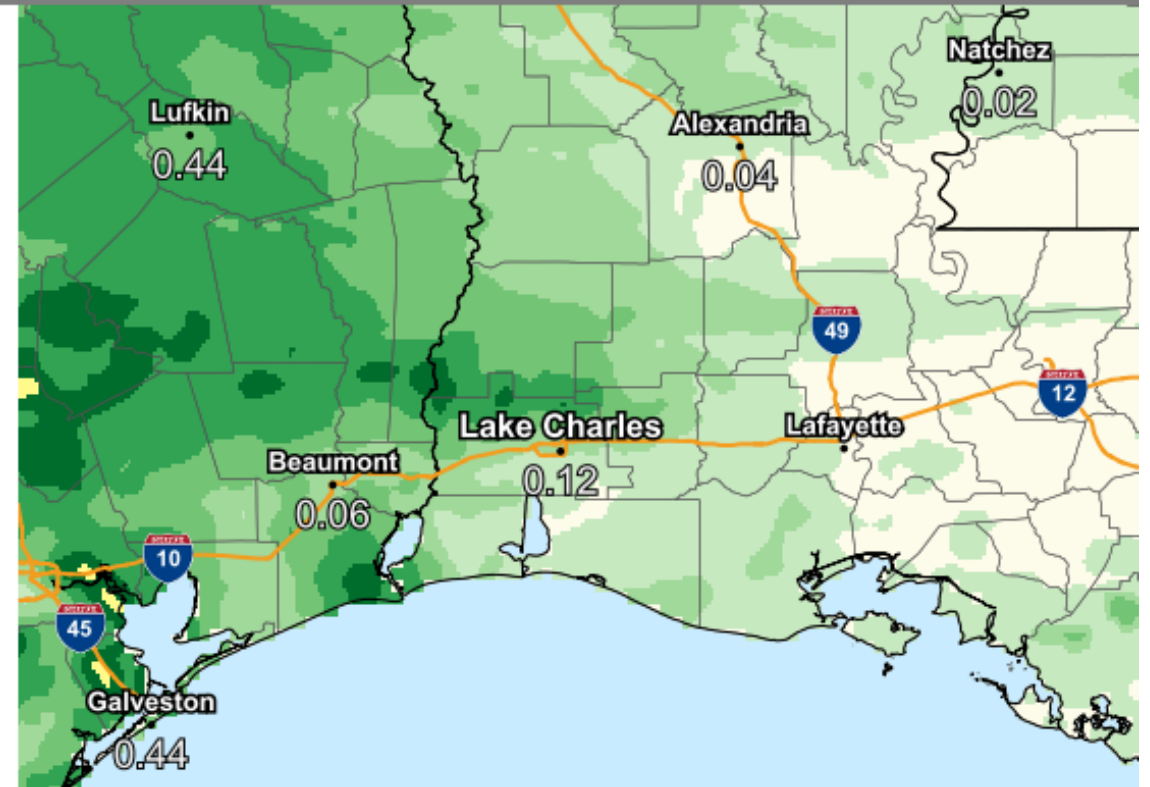 Natchez
0.02
Lufkin
0.44
Alexandria
0.04
49
12
Lake Charles
0.12
Lafayette
Beaumont
0.06
10
45
Galveston
0.44